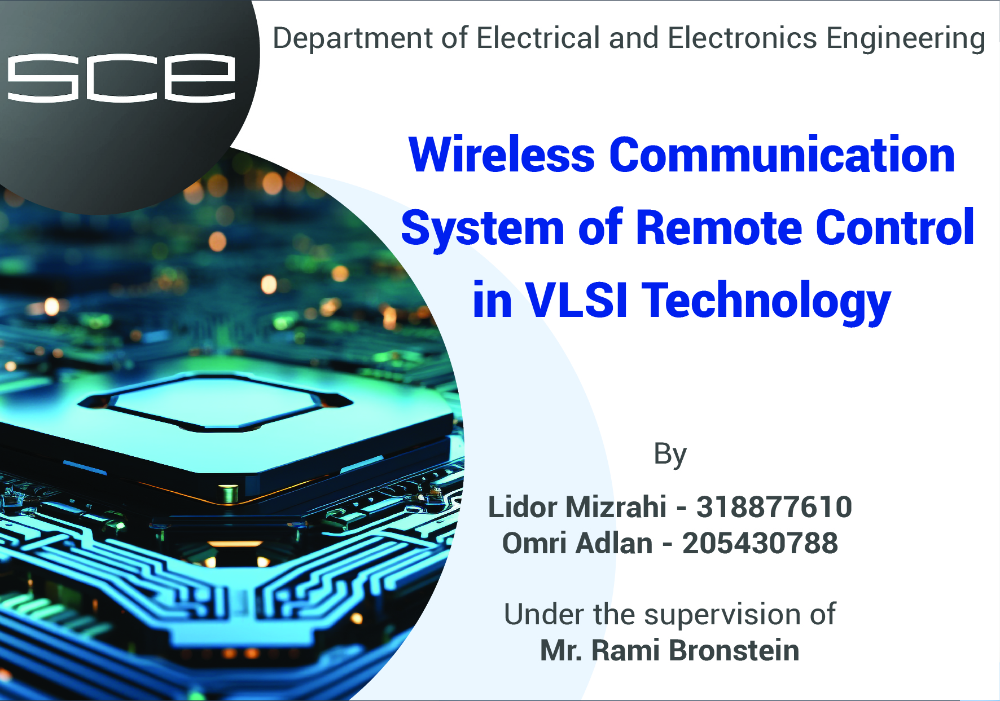 sce
Department of Electrical and Electronics Engineering
Wireless Communication
System of Remote Control
in VLSI Technology
By
Lidor Mizrahi - 318877610
Omri Adlan - 205430788
Under the supervision of
Mr. Rami Bronstein